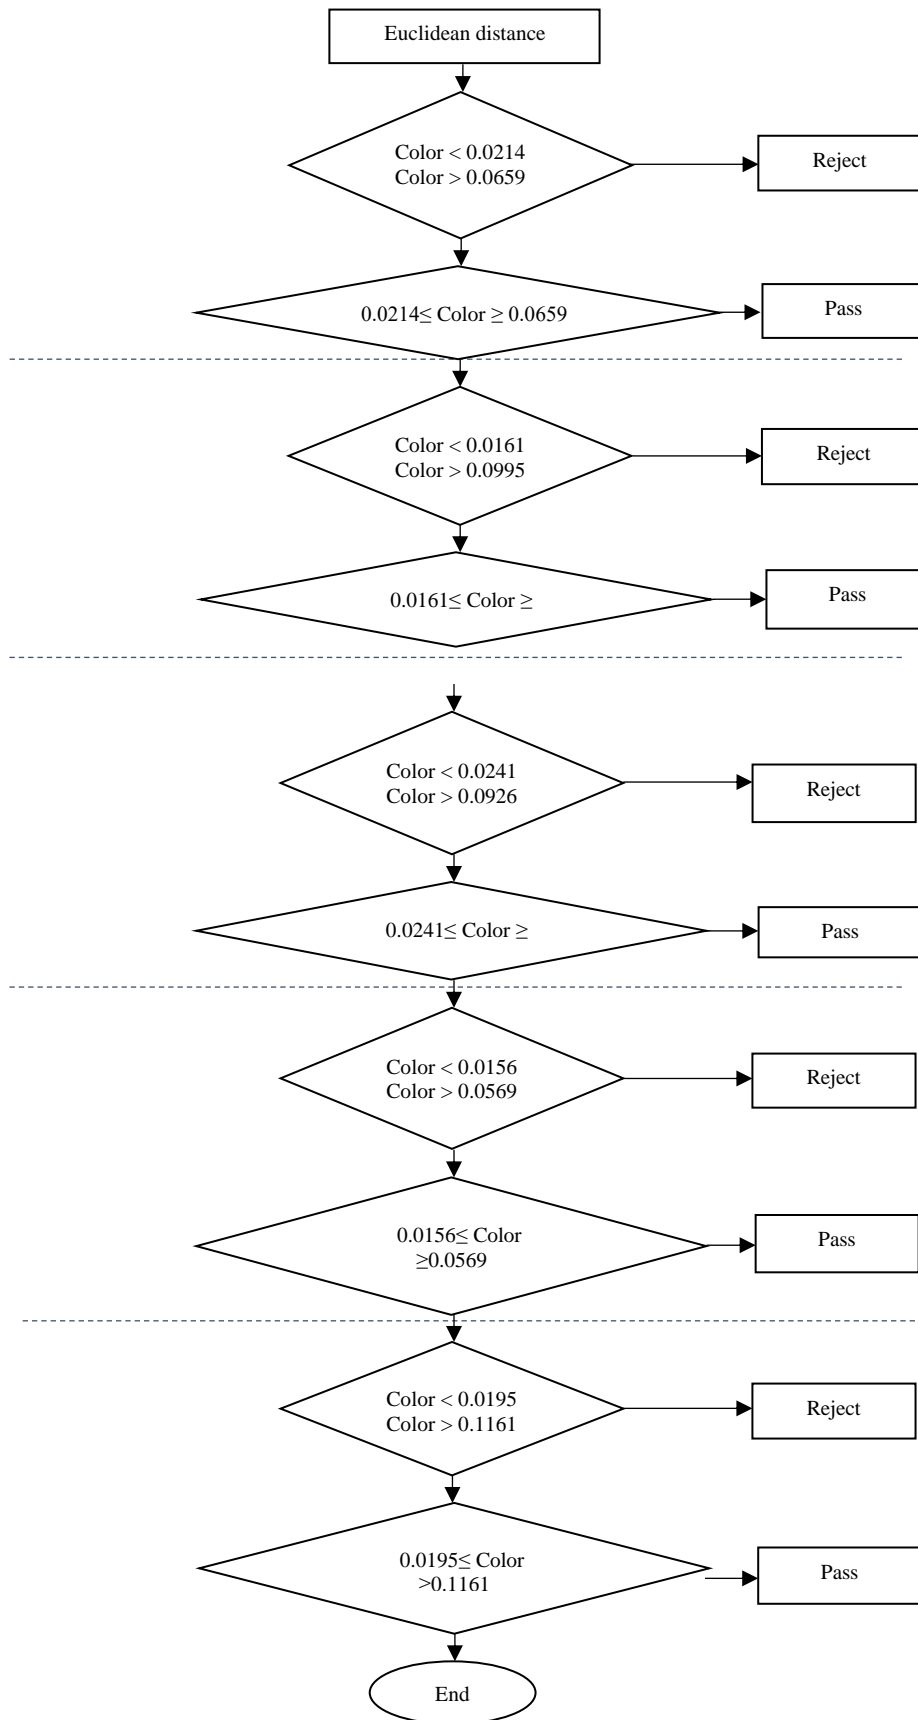 Euclidean distance
Color < 0.0214
Color > 0.0659
Reject
0.0214≤ Color ≥ 0.0659
Pass
Color < 0.0161
Color > 0.0995
Reject
0.0161≤ Color ≥
Pass
Color < 0.0241
Color > 0.0926
Reject
0.0241≤ Color ≥
Pass
Color < 0.0156
Color > 0.0569
Reject
0.0156≤ Color
≥0.0569
Pass
Color < 0.0195
Color > 0.1161
Reject
0.0195≤ Color
>0.1161
Pass
End